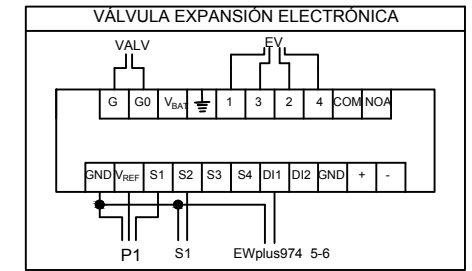 VÁLVULA EXPANSIÓN ELECTRÓNICA
VALV EV
G G0 VBAT 1 3 2 4 COM NOA
GND VREF S1 S2 S3 S4 DI1 DI2 GND + -
P1 S1 EWplus974 5-6